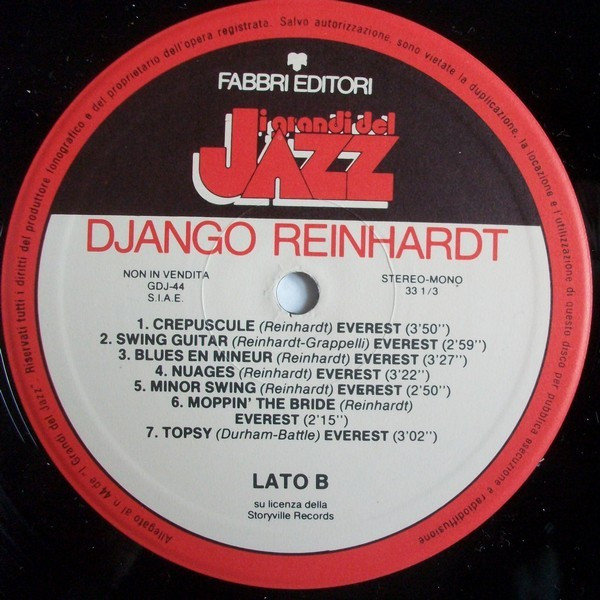 FABBRI EDITORI
i grandi del
JAZZ
DJANGO REINHARDT
NON IN VENDITA
GDJ-44
S.I.A.E.
STEREO-MONO
33 1/3
1. CREPUSCULE (Reinhardt) EVEREST (3'50'')
2. SWING GUITAR (Reinhardt-Grappelli) EVEREST (2'59'')
3. BLUES EN MINEUR (Reinhardt) EVEREST (3'27'')
4. NUAGES (Reinhardt) EVEREST (3'22'')
5. MINOR SWING (Reinhardt) EVEREST (2'50'')
6. MOPPIN' THE BRIDE (Reinhardt)
EVEREST (2'15'')
7. TOPSY (Durham-Battle) EVEREST (3'02'')
LATO B
su licenza della
Storyville Records
Allegato al n 44 de "I Grandi del Jazz". Riservati tutti i diritti del produttore fonografico e del proprietario dell'opera registrata. Salvo autorizzazione, sono vietate la duplicazione, la locazione e l'utilizzazione di questo disco per pubblica esecuzione e radiodiffusione